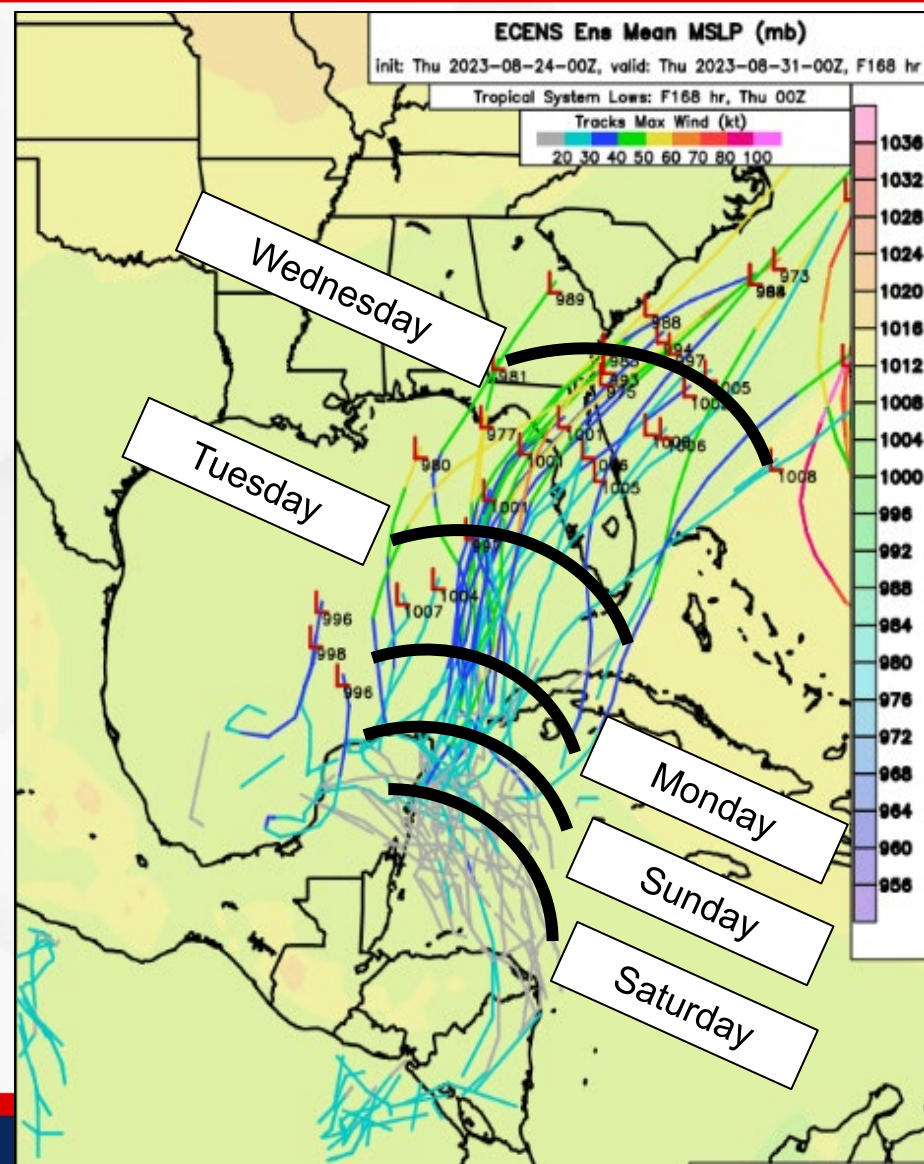 ECENS Ens Mean MSLP (mb)
init: Thu 2023-08-24-00Z, valid: Thu 2023-08-31-00Z, F168 hr
Tropical System Lows: F168 hr, Thu 00Z
Tracks Max Wind (kt)
20 30 40 50 60 70 80 100
1036
1032
1028
1024
1020
1016
1012
1008
1004
1000
996
992
988
984
980
976
972
968
964
960
956
Wednesday
Tuesday
Monday
Sunday
Saturday
L 973
L 989
L 988
L 981
L 977
L 980
L 1001
L 1001
L 1001
L 1005
L 1008
L 1004
L 1007
L 996
L 998
L 996
975